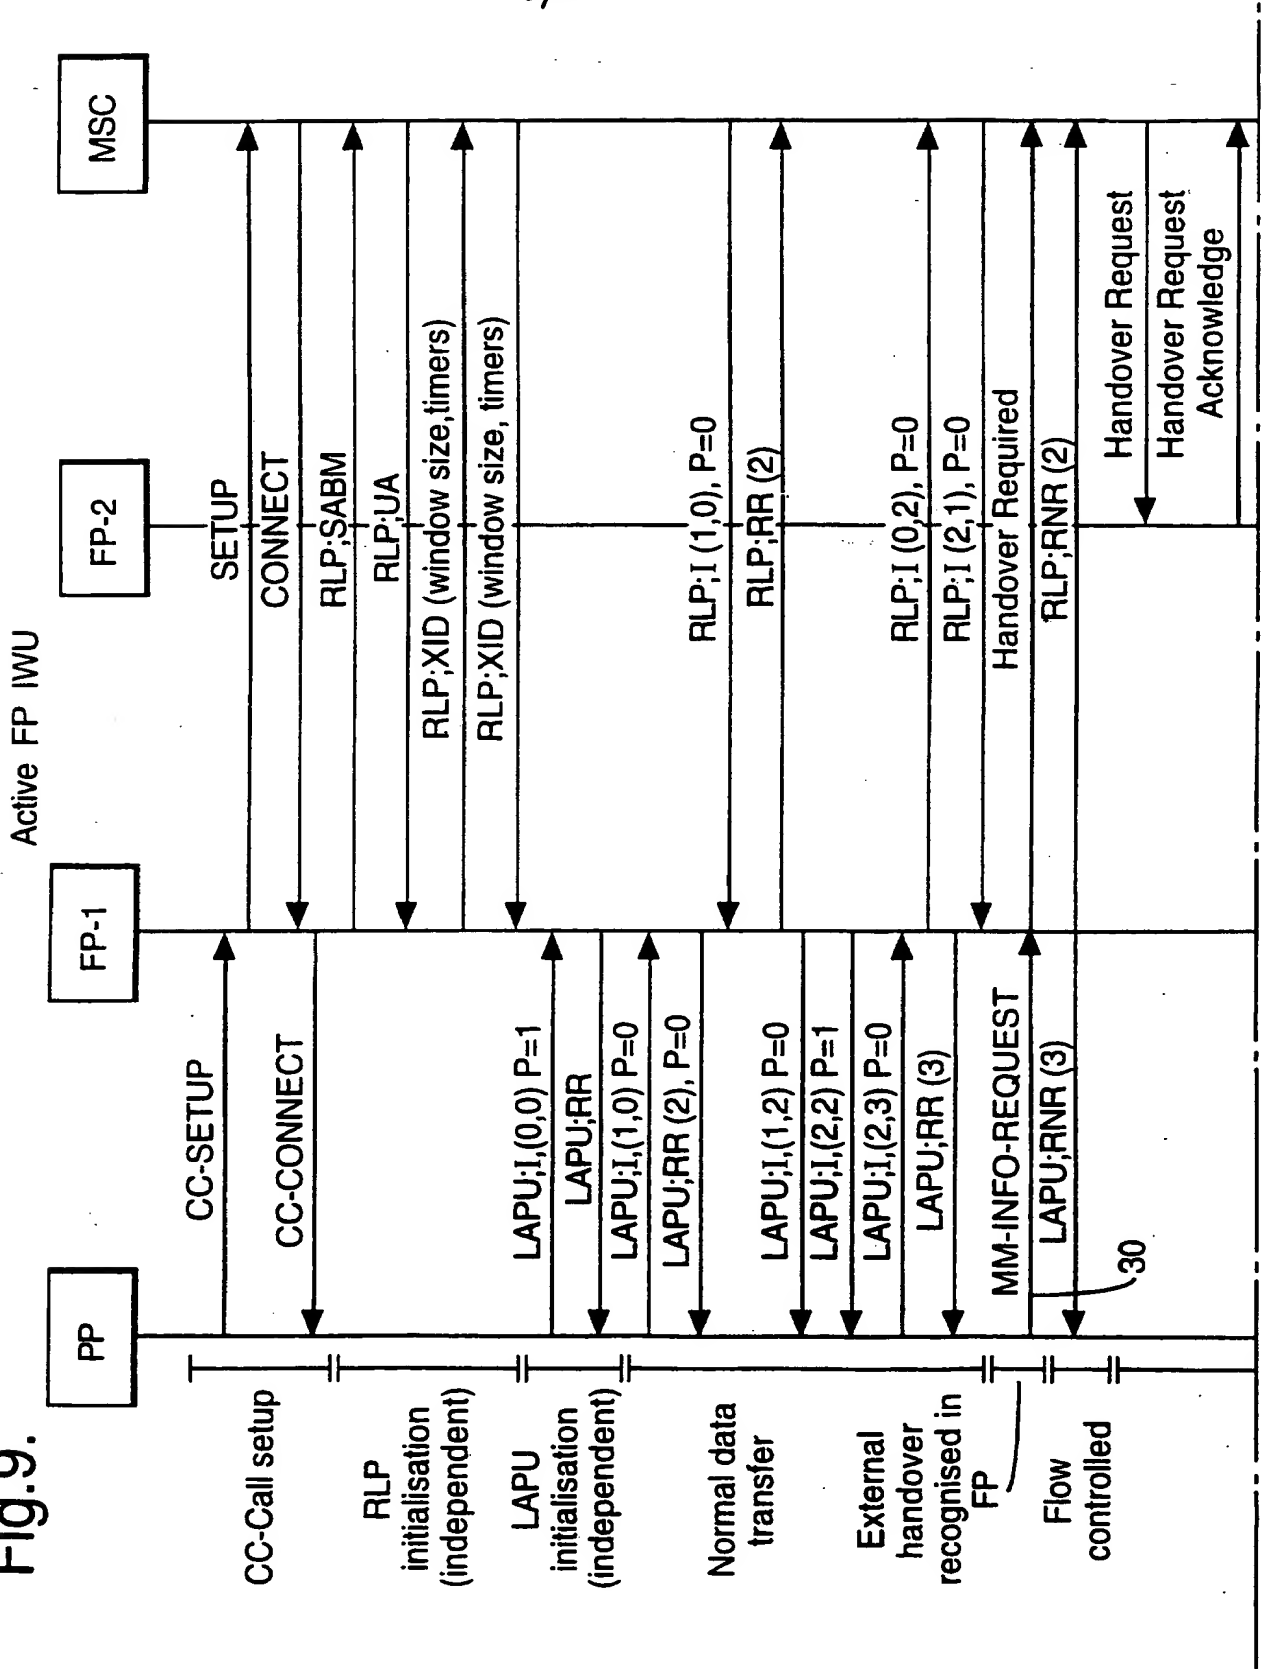 Fig.9.
Active FP IWU
PP
FP-1
FP-2
MSC
CC-Call setup
RLP
initialisation
(independent)
LAPU
initialisation
(independent)
Normal data
transfer
External
handover
recognised in
FP
Flow
controlled
CC-SETUP
SETUP
CONNECT
CC-CONNECT
RLP;SABM
RLP;UA
RLP;XID (window size,timers)
RLP;XID (window size, timers)
LAPU;I,(0,0) P=1
LAPU;RR
LAPU;I,(1,0) P=0
LAPU;RR (2), P=0
RLP;I (1,0), P=0
RLP;RR (2)
LAPU;I,(1,2) P=0
LAPU;I,(2,2) P=1
LAPU;I,(2,3) P=0
RLP;I (0,2), P=0
LAPU;RR (3)
RLP;I (2,1), P=0
MM-INFO-REQUEST
Handover Required
LAPU;RNR (3)
RLP;RNR (2)
30
Handover Request
Handover Request
Acknowledge